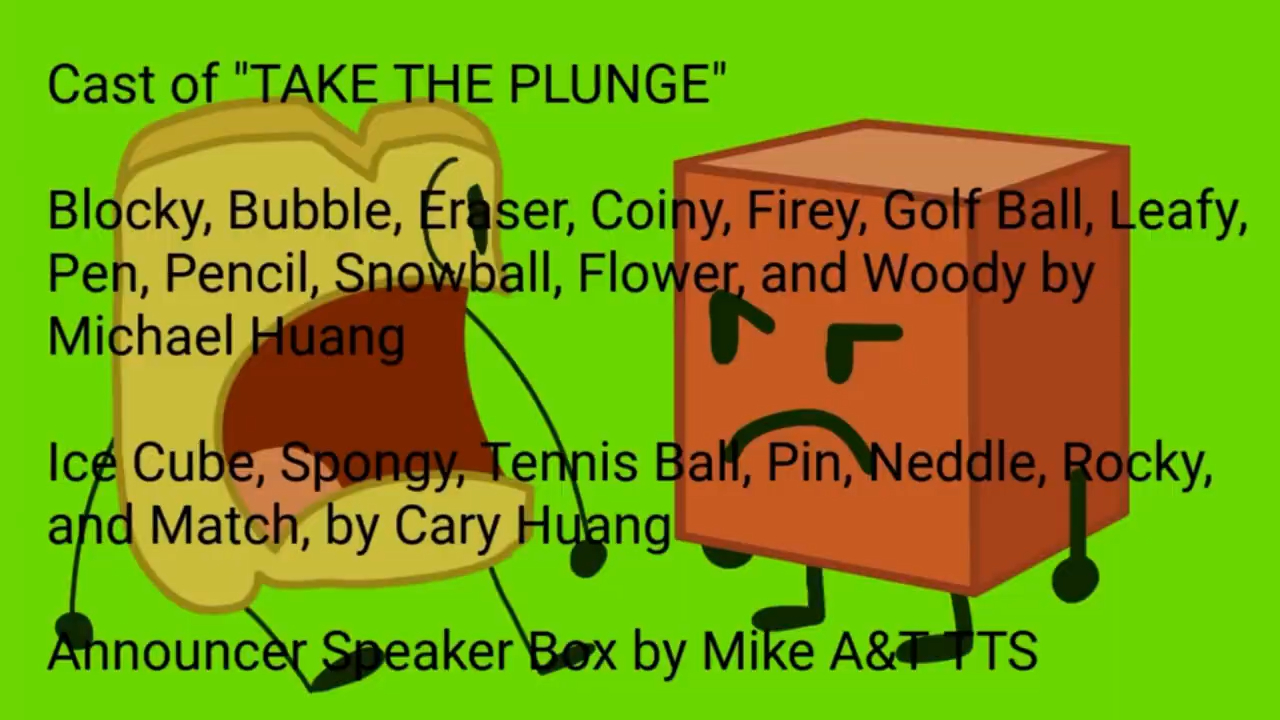 Cast of "TAKE THE PLUNGE"
Blocky, Bubble, Eraser, Coiny, Firey, Golf Ball, Leafy,
Pen, Pencil, Snowball, Flower, and Woody by
Michael Huang
Ice Cube, Spongy, Tennis Ball, Pin, Neddle, Rocky,
and Match, by Cary Huang
Announcer Speaker Box by Mike A&T TTS